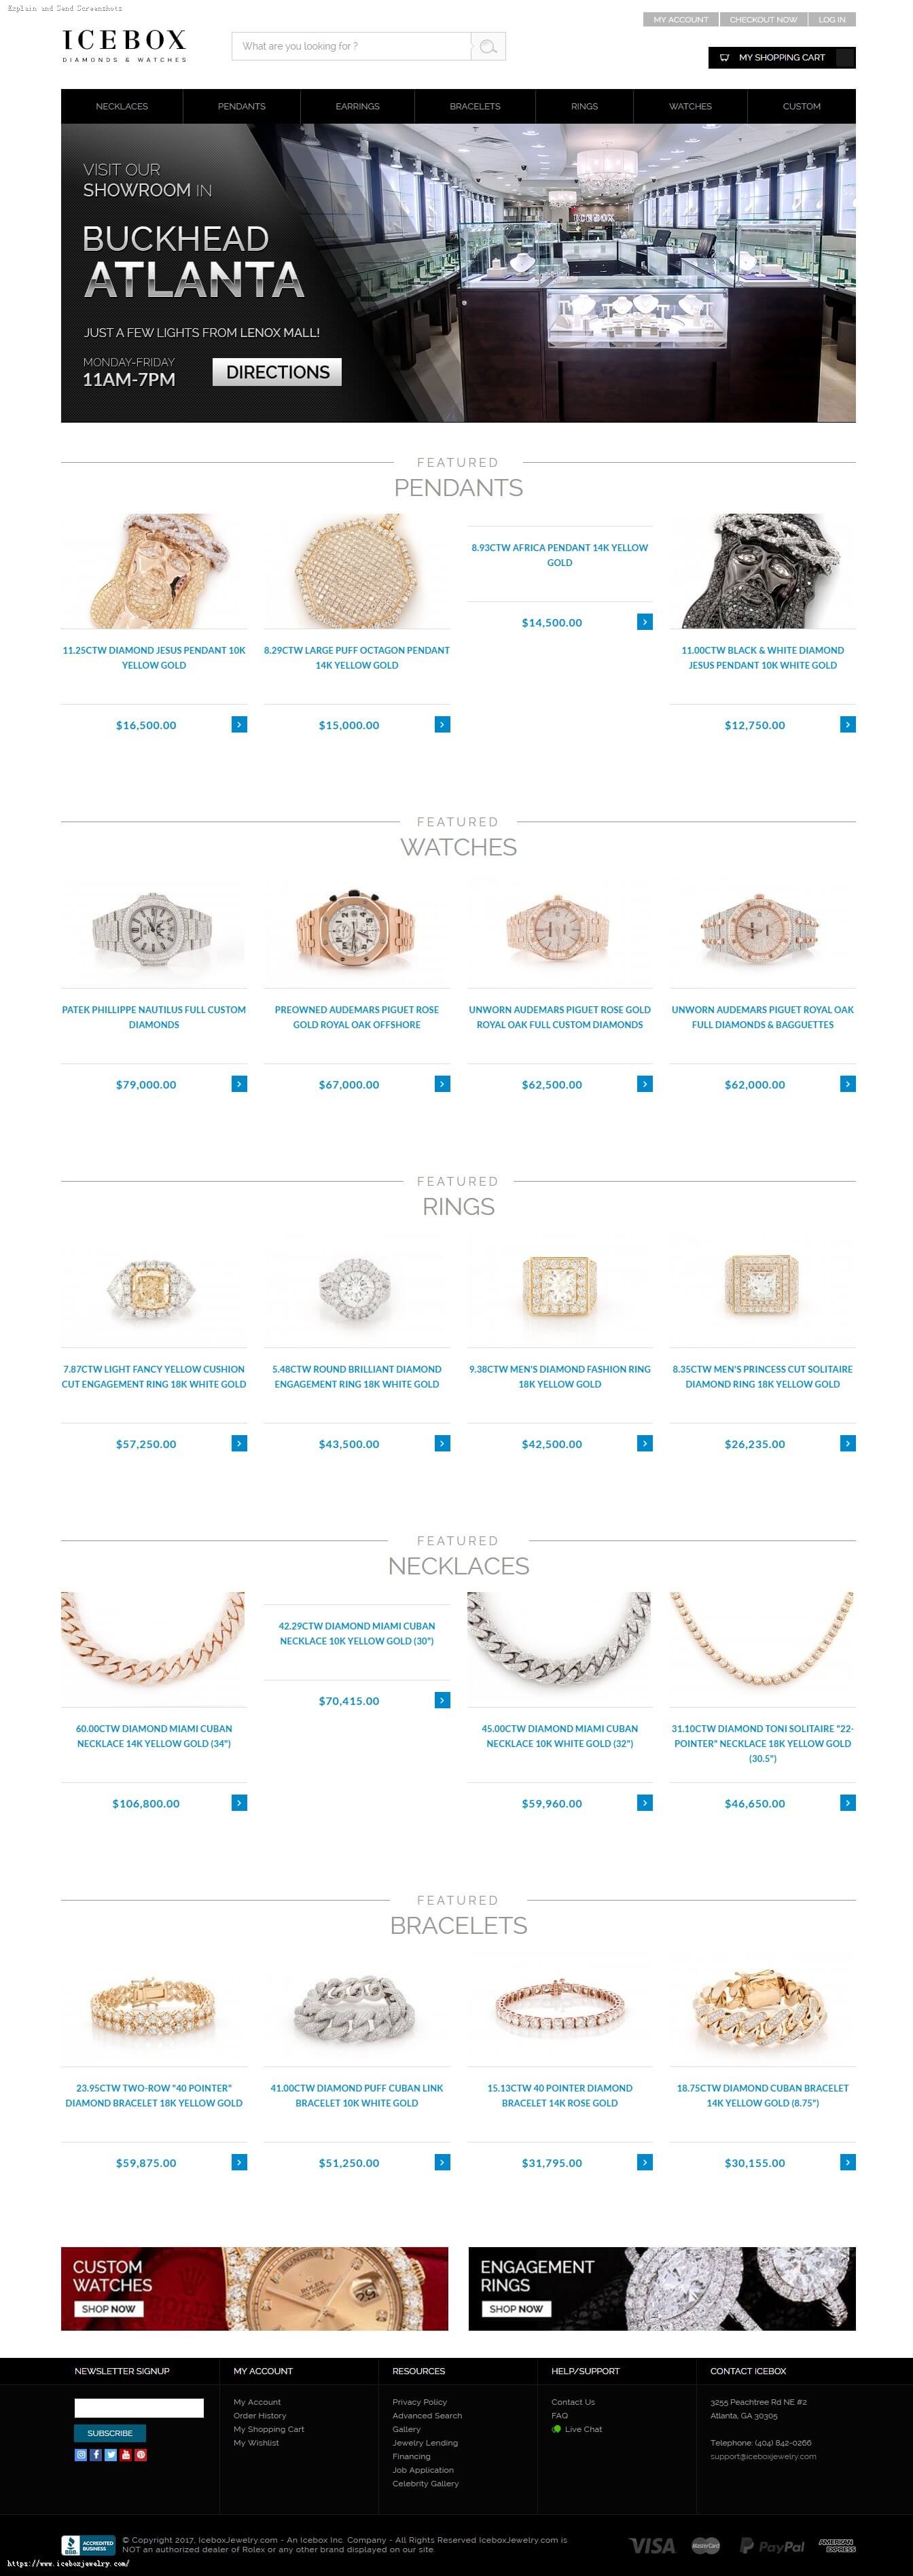 Explain and Send Screenshots
MY ACCOUNT CHECKOUT NOW LOG IN
ICEBOX
DIAMONDS & WATCHES
What are you looking for ?
MY SHOPPING CART
NECKLACES PENDANTS EARRINGS BRACELETS RINGS WATCHES CUSTOM
VISIT OUR
SHOWROOM IN
BUCKHEAD
ATLANTA
JUST A FEW LIGHTS FROM LENOX MALL!
MONDAY-FRIDAY
11AM-7PM
DIRECTIONS
ICEBOX
FEATURED
PENDANTS
11.25CTW DIAMOND JESUS PENDANT 10K
YELLOW GOLD
$16,500.00
8.29CTW LARGE PUFF OCTAGON PENDANT
14K YELLOW GOLD
$15,000.00
8.93CTW AFRICA PENDANT 14K YELLOW
GOLD
$14,500.00
11.00CTW BLACK & WHITE DIAMOND
JESUS PENDANT 10K WHITE GOLD
$12,750.00
FEATURED
WATCHES
PATEK PHILLIPPE NAUTILUS FULL CUSTOM
DIAMONDS
$79,000.00
PREOWNED AUDEMARS PIGUET ROSE
GOLD ROYAL OAK OFFSHORE
$67,000.00
UNWORN AUDEMARS PIGUET ROSE GOLD
ROYAL OAK FULL CUSTOM DIAMONDS
$62,500.00
UNWORN AUDEMARS PIGUET ROYAL OAK
FULL DIAMONDS & BAGGUETTES
$62,000.00
FEATURED
RINGS
7.87CTW LIGHT FANCY YELLOW CUSHION
CUT ENGAGEMENT RING 18K WHITE GOLD
$57,250.00
5.48CTW ROUND BRILLIANT DIAMOND
ENGAGEMENT RING 18K WHITE GOLD
$43,500.00
9.38CTW MEN'S DIAMOND FASHION RING
18K YELLOW GOLD
$42,500.00
8.35CTW MEN'S PRINCESS CUT SOLITAIRE
DIAMOND RING 18K YELLOW GOLD
$26,235.00
FEATURED
NECKLACES
60.00CTW DIAMOND MIAMI CUBAN
NECKLACE 14K YELLOW GOLD (34")
$106,800.00
42.29CTW DIAMOND MIAMI CUBAN
NECKLACE 10K YELLOW GOLD (30")
$70,415.00
45.00CTW DIAMOND MIAMI CUBAN
NECKLACE 10K WHITE GOLD (32")
$59,960.00
31.10CTW DIAMOND TONI SOLITAIRE "22-
POINTER" NECKLACE 18K YELLOW GOLD
(30.5")
$46,650.00
FEATURED
BRACELETS
23.95CTW TWO-ROW "40 POINTER"
DIAMOND BRACELET 18K YELLOW GOLD
$59,875.00
41.00CTW DIAMOND PUFF CUBAN LINK
BRACELET 10K WHITE GOLD
$51,250.00
15.13CTW 40 POINTER DIAMOND
BRACELET 14K ROSE GOLD
$31,795.00
18.75CTW DIAMOND CUBAN BRACELET
14K YELLOW GOLD (8.75")
$30,155.00
CUSTOM
WATCHES
SHOP NOW
SUNDAY
ROLEX
29
ENGAGEMENT
RINGS
SHOP NOW
NEWSLETTER SIGNUP
SUBSCRIBE
MY ACCOUNT
My Account
Order History
My Shopping Cart
My Wishlist
RESOURCES
Privacy Policy
Advanced Search
Gallery
Jewelry Lending
Financing
Job Application
Celebrity Gallery
HELP/SUPPORT
Contact Us
FAQ
Live Chat
CONTACT ICEBOX
3255 Peachtree Rd NE #2
Atlanta, GA 30305
Telephone: (404) 842-0266
support@iceboxjewelry.com
BBB ACCREDITED
BUSINESS
© Copyright 2017, IceboxJewelry.com - An Icebox Inc. Company - All Rights Reserved IceboxJewelry.com is
NOT an authorized dealer of Rolex or any other brand displayed on our site.
VISA MasterCard PayPal AMERICAN
EXPRESS
https://www.iceboxjewelry.com/